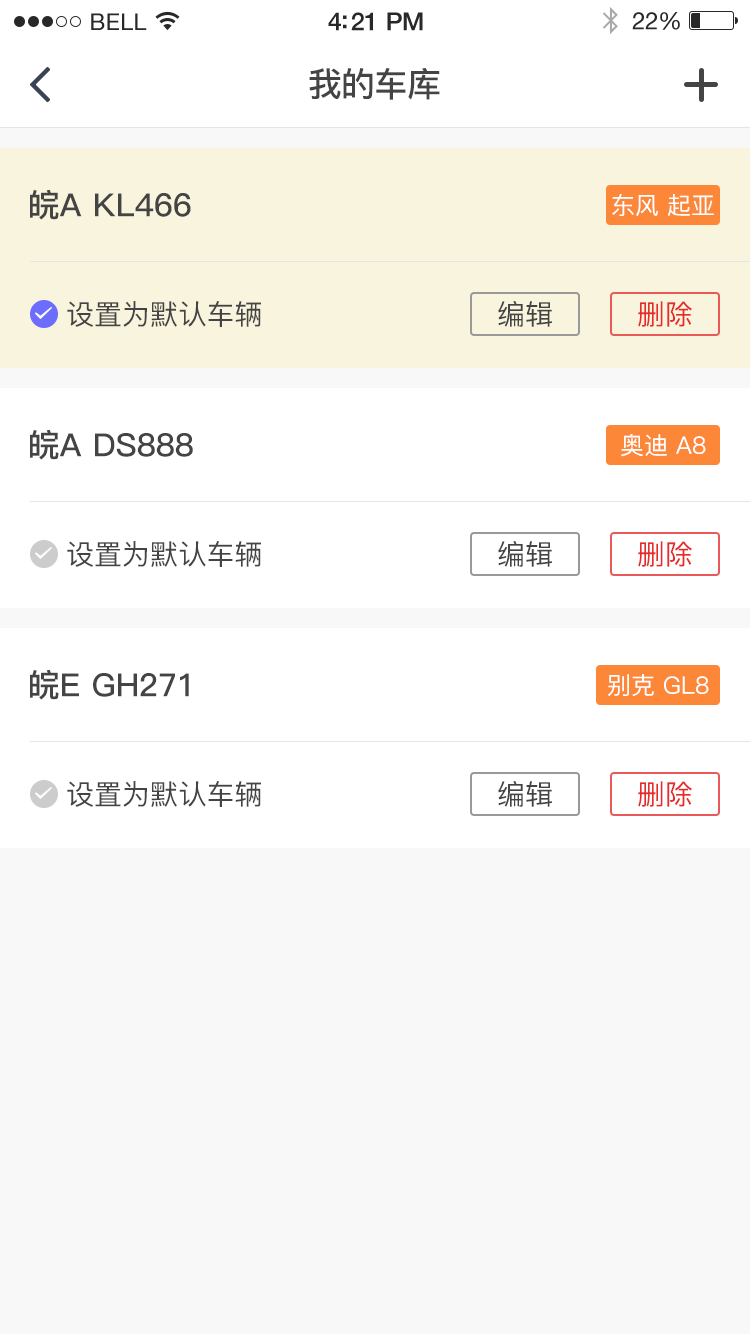 BELL 4:21 PM 22%
我的车库
皖A KL466 东风 起亚
设置为默认车辆 编辑 删除
皖A DS888 奥迪 A8
设置为默认车辆 编辑 删除
皖E GH271 别克 GL8
设置为默认车辆 编辑 删除